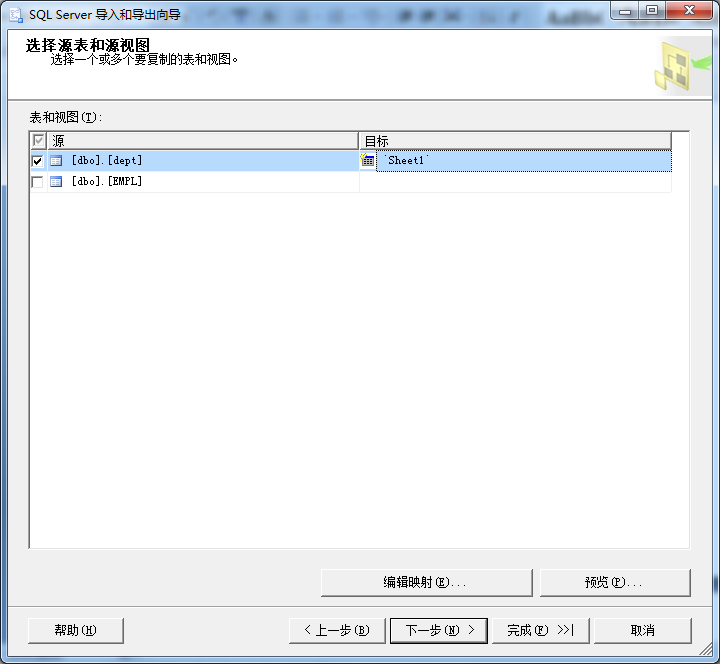 SQL Server 导入和导出向导
选择源表和源视图
选择一个或多个要复制的表和视图。
表和视图(T):
源 目标
[dbo].[dept] `Sheet1`
[dbo].[EMPL]
编辑映射(E)... 预览(P)...
帮助(H) < 上一步(B) 下一步(N) > 完成(F) >>| 取消